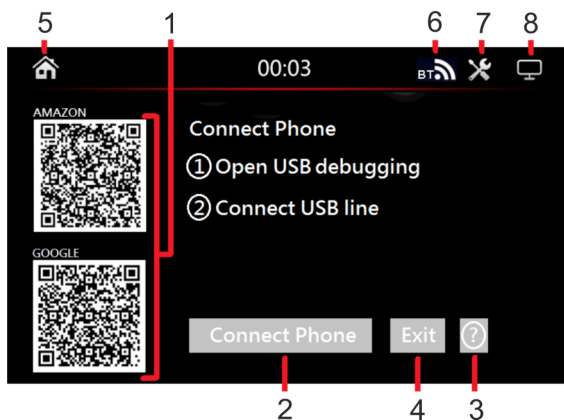 5 1 6 7 8
00:03 BT
AMAZON
Connect Phone
1 Open USB debugging
2 Connect USB line
GOOGLE
Connect Phone Exit ?
2 4 3